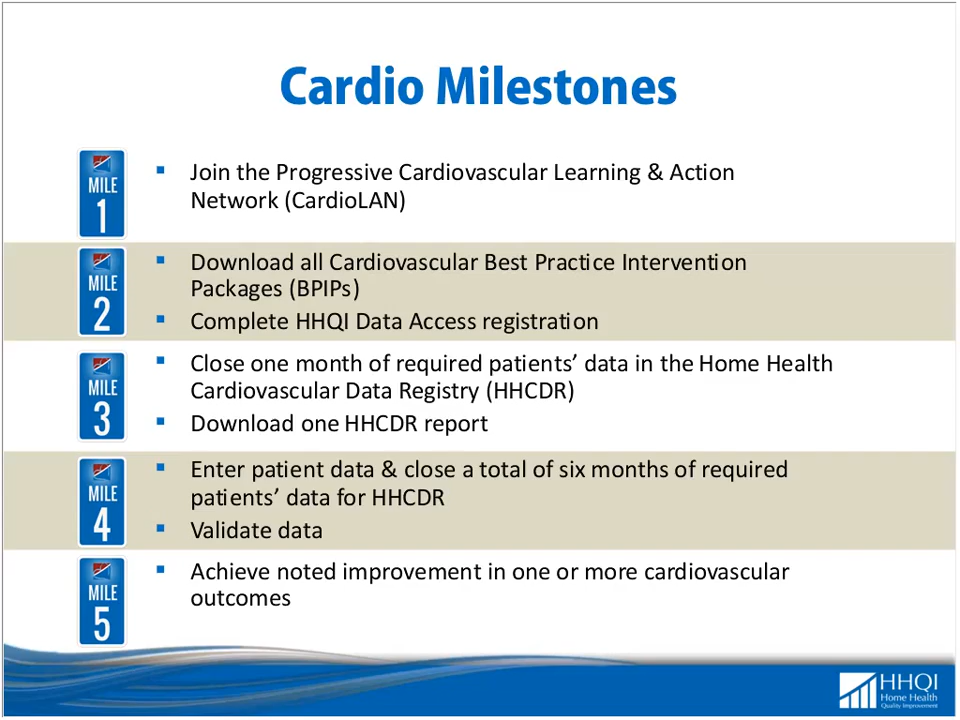 Cardio Milestones
MILE
1
▪ Join the Progressive Cardiovascular Learning & Action
Network (CardioLAN)
MILE
2
▪ Download all Cardiovascular Best Practice Intervention
Packages (BPIPs)
▪ Complete HHQI Data Access registration
MILE
3
▪ Close one month of required patients’ data in the Home Health
Cardiovascular Data Registry (HHCDR)
▪ Download one HHCDR report
MILE
4
▪ Enter patient data & close a total of six months of required
patients’ data for HHCDR
▪ Validate data
MILE
5
▪ Achieve noted improvement in one or more cardiovascular
outcomes
HHQI
Home Health
Quality Improvement